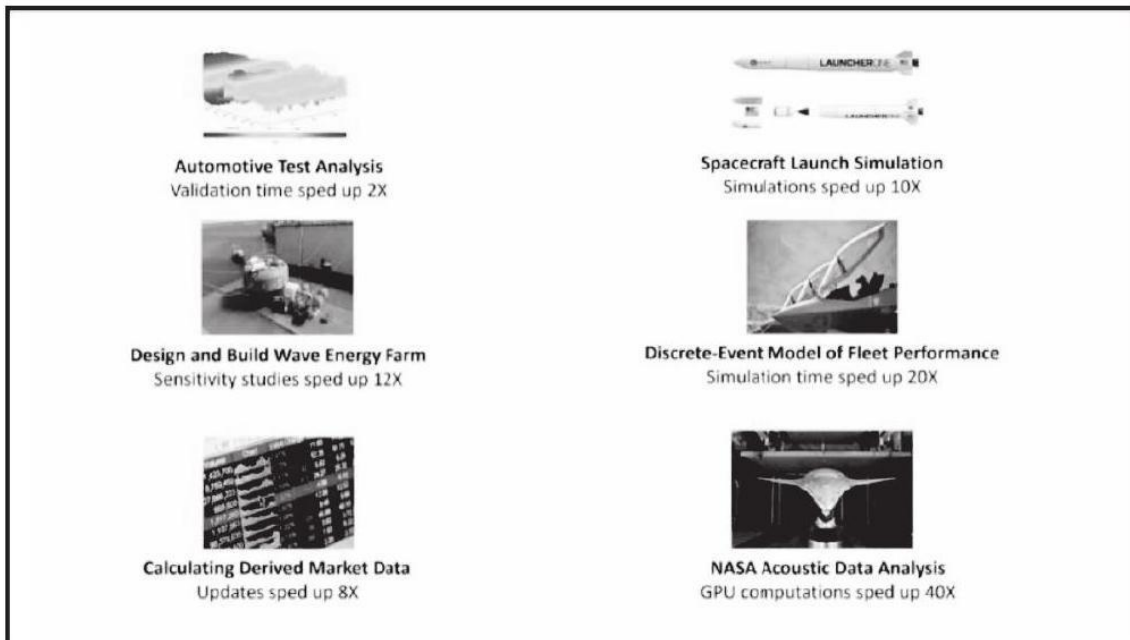 LAUNCHERONE
LAUNCHERONE
Automotive Test Analysis
Validation time sped up 2X
Spacecraft Launch Simulation
Simulations sped up 10X
Design and Build Wave Energy Farm
Sensitivity studies sped up 12X
Discrete-Event Model of Fleet Performance
Simulation time sped up 20X
Calculating Derived Market Data
Updates sped up 8X
NASA Acoustic Data Analysis
GPU computations sped up 40X